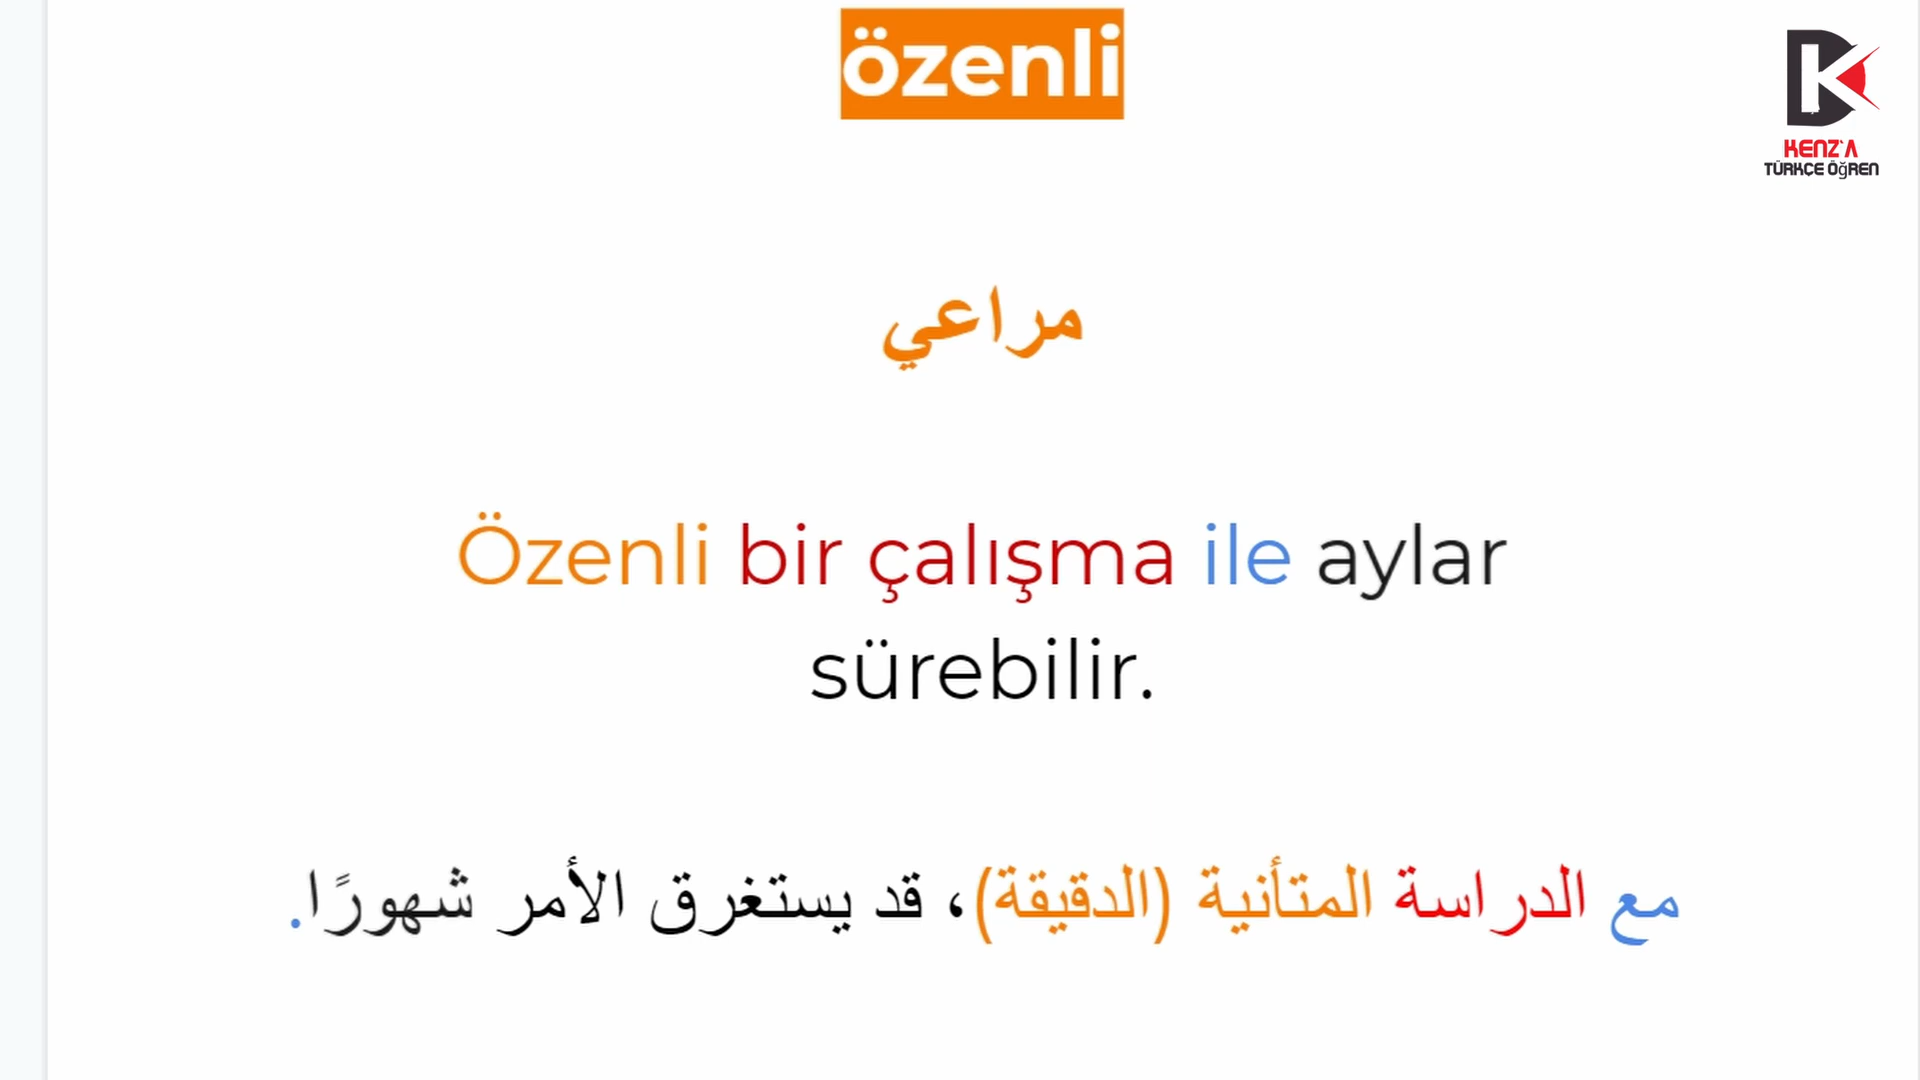 özenli
KENZ'A
TÜRKÇE ÖğREN
مراعي
Özenli bir çalışma ile aylar
sürebilir.
مع الدراسة المتأنية (الدقيقة)، قد يستغرق الأمر شهورًا.